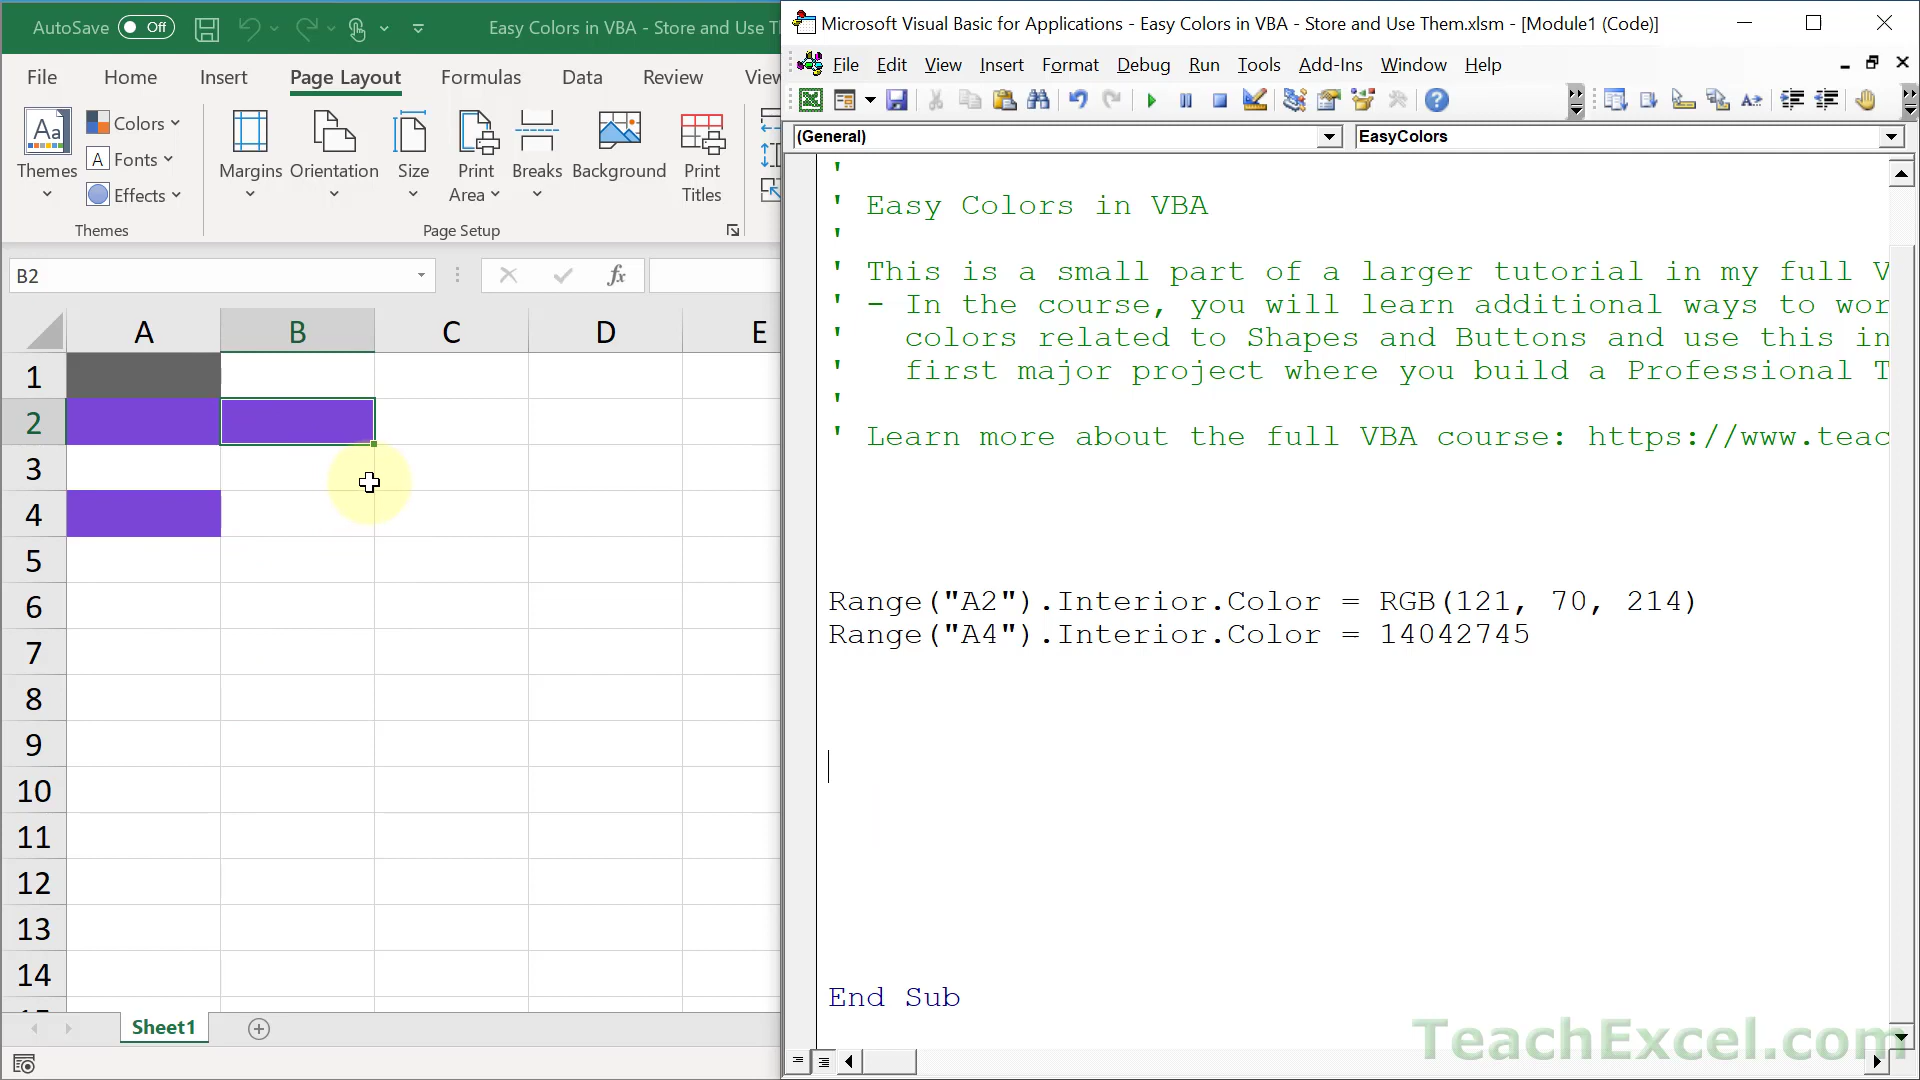 AutoSave Off Easy Colors in VBA - Store and Use T
File Home Insert Page Layout Formulas Data Review View
Aa Colors
A Fonts
Themes Effects Margins Orientation Size Print Area Breaks Background Print Titles
Themes Page Setup
B2 fx
A B C D E
1
2
3
4
5
6
7
8
9
10
11
12
13
14
Sheet1
Microsoft Visual Basic for Applications - Easy Colors in VBA - Store and Use Them.xlsm - [Module1 (Code)]
File Edit View Insert Format Debug Run Tools Add-Ins Window Help
(General) EasyColors
'
' Easy Colors in VBA
'
' This is a small part of a larger tutorial in my full V
' - In the course, you will learn additional ways to wor
' colors related to Shapes and Buttons and use this in
' first major project where you build a Professional T
'
' Learn more about the full VBA course: https://www.teac
Range("A2").Interior.Color = RGB(121, 70, 214)
Range("A4").Interior.Color = 14042745
End Sub
TeachExcel.com